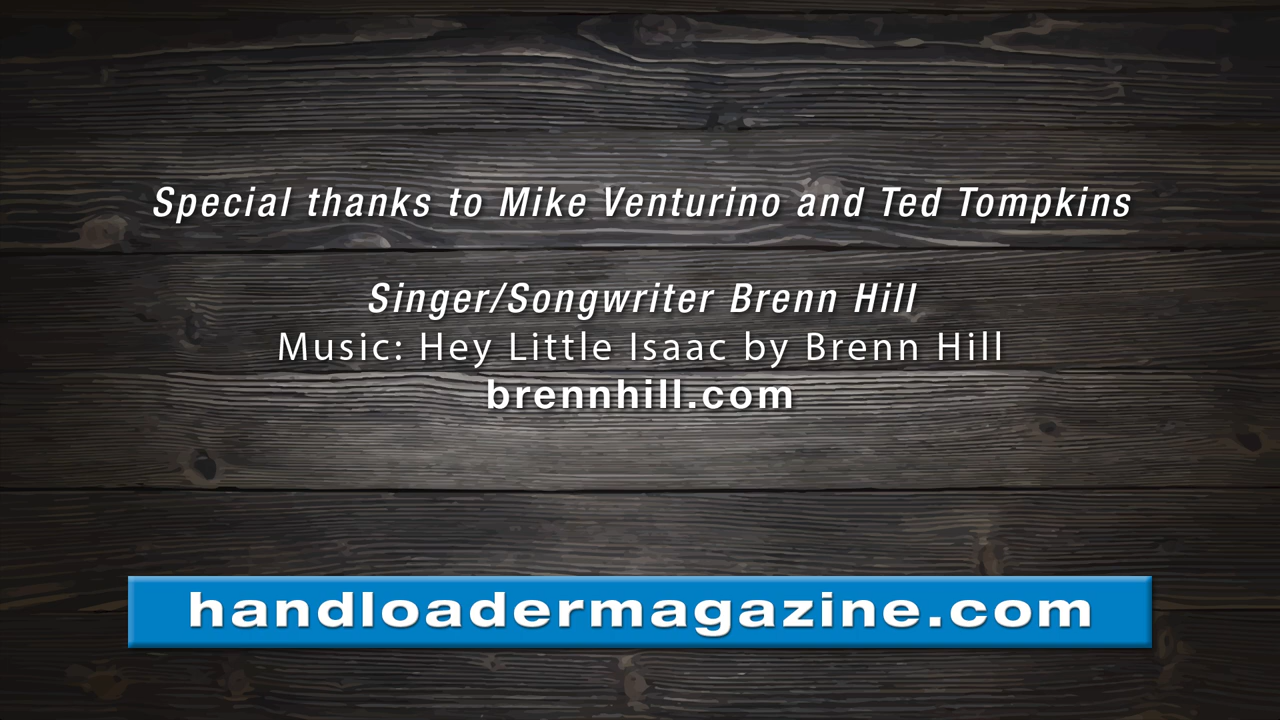 Special thanks to Mike Venturino and Ted Tompkins
Singer/Songwriter Brenn Hill
Music: Hey Little Isaac by Brenn Hill
brennhill.com
handloadermagazine.com